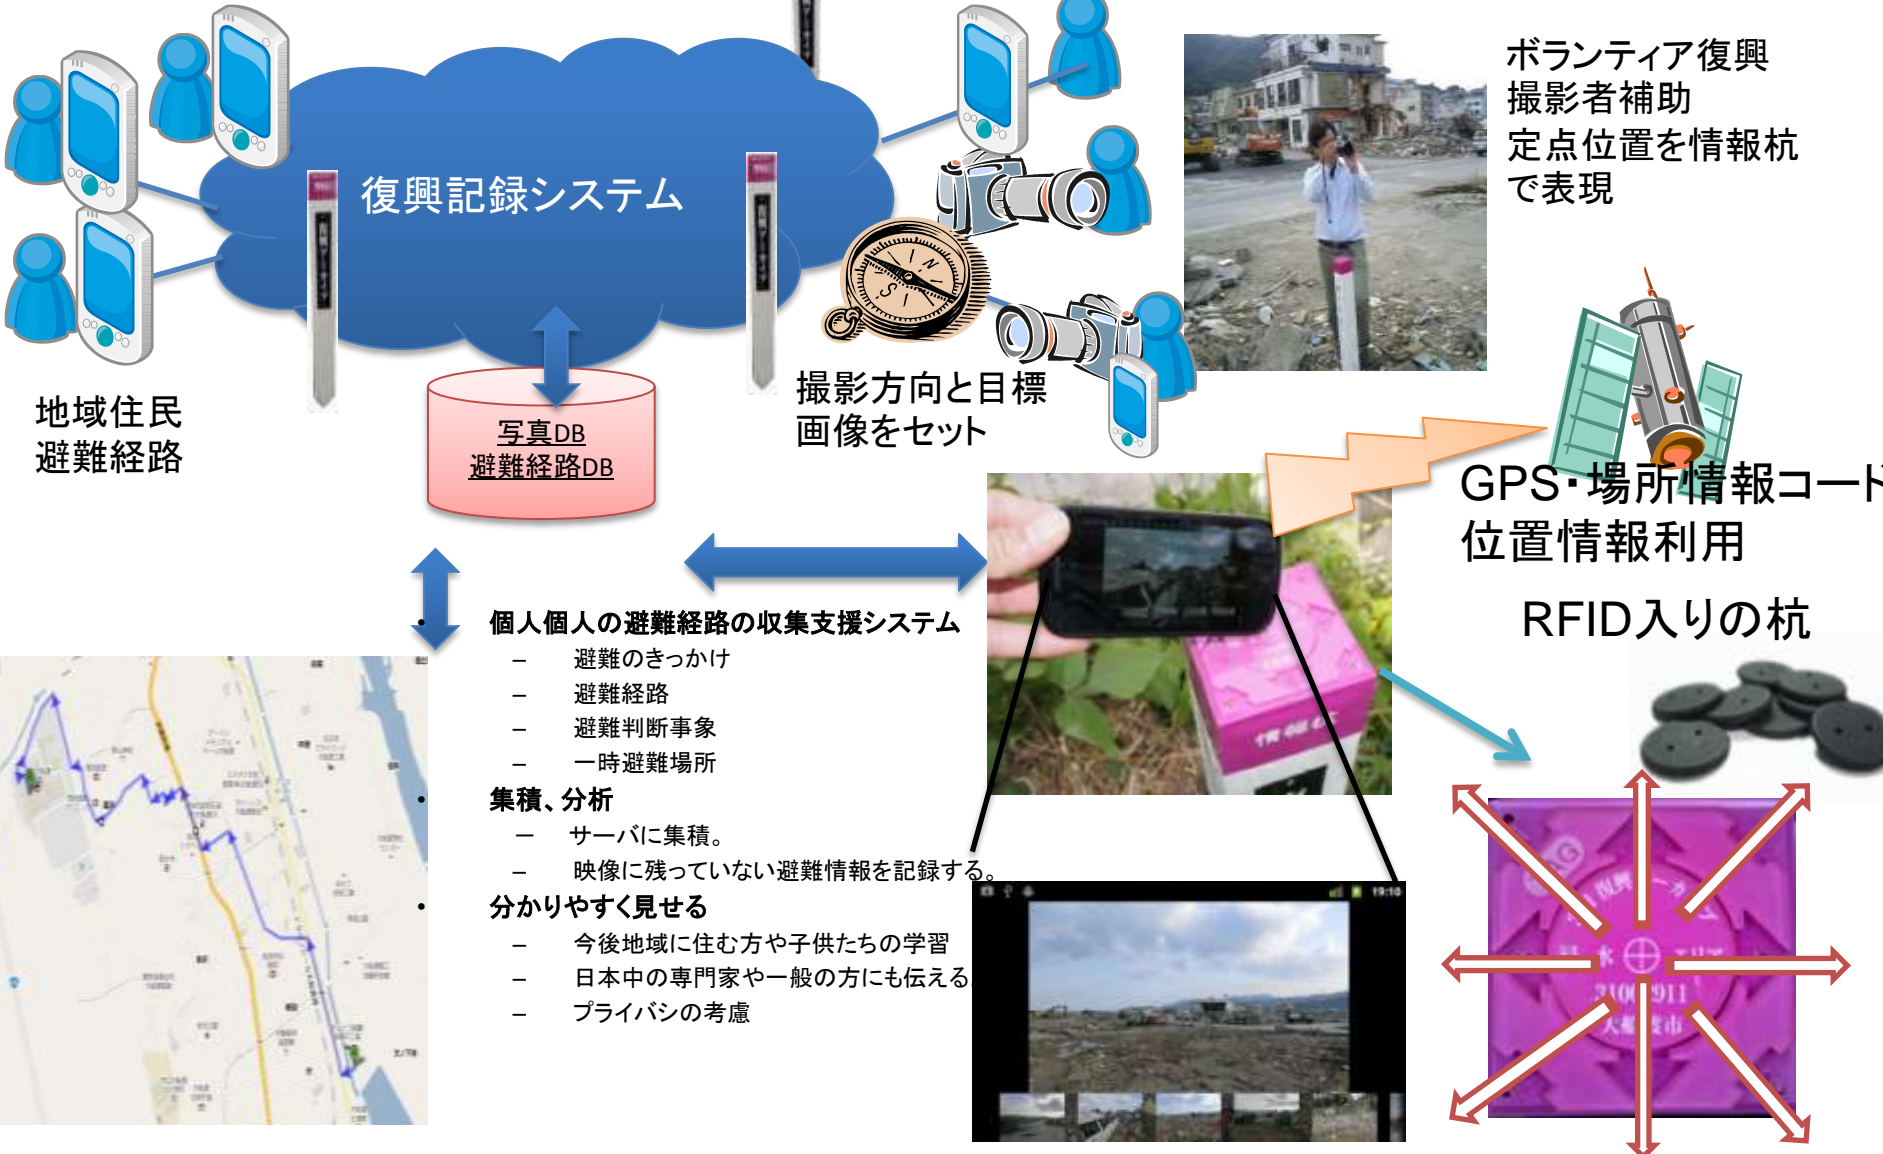 復興記録システム
ボランティア復興
撮影者補助
定点位置を情報杭
で表現
地域住民
避難経路
写真DB
避難経路DB
撮影方向と目標
画像をセット
GPS・場所情報コード
位置情報利用
RFID入りの杭
• 個人個人の避難経路の収集支援システム
– 避難のきっかけ
– 避難経路
– 避難判断事象
– 一時避難場所
• 集積、分析
– サーバに集積。
– 映像に残っていない避難情報を記録する。
• 分かりやすく見せる
– 今後地域に住む方や子供たちの学習
– 日本中の専門家や一般の方にも伝える。
– プライバシの考慮
情報杭
19:10